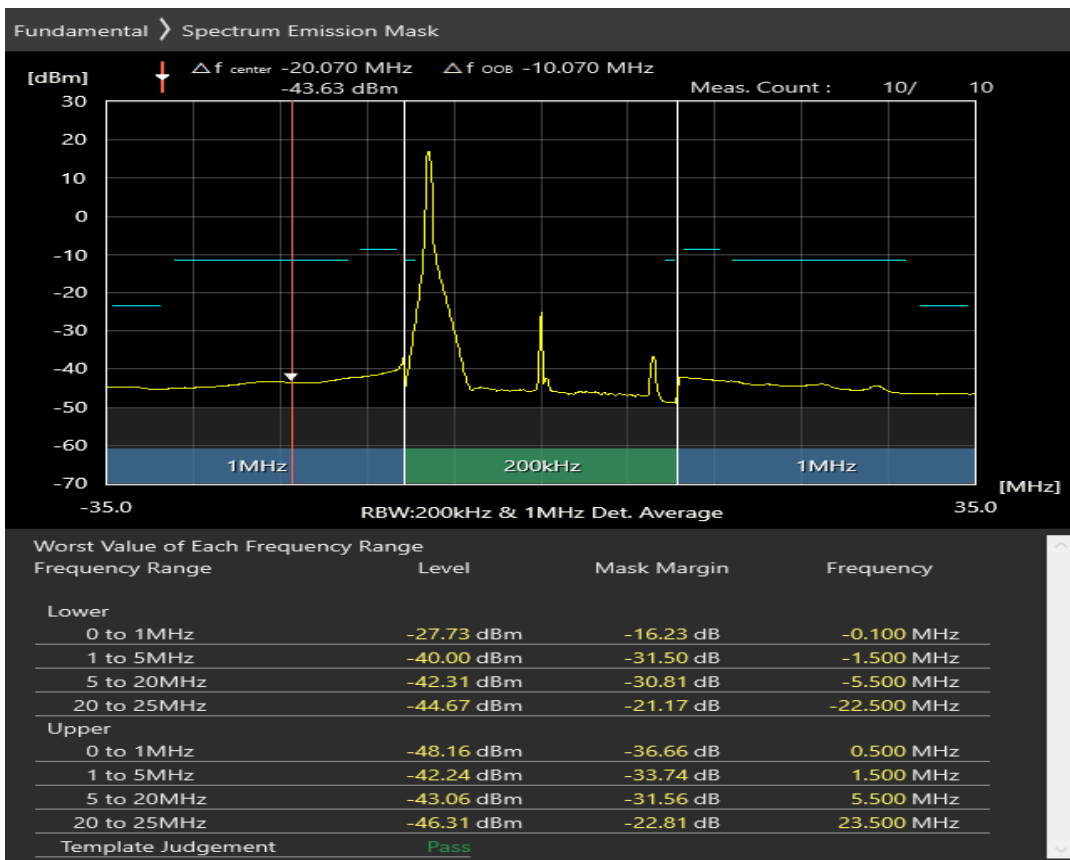 Fundamental 》 Spectrum Emission Mask
[dBm] △f center -20.070 MHz △f OOB -10.070 MHz
-43.63 dBm Meas. Count : 10/ 10
30
20
10
0
-10
-20
-30
-40
-50
-60
1MHz 200kHz 1MHz
-70 [MHz]
-35.0 RBW:200kHz & 1MHz Det. Average 35.0
Worst Value of Each Frequency Range
Frequency Range Level Mask Margin Frequency
Lower
0 to 1MHz -27.73 dBm -16.23 dB -0.100 MHz
1 to 5MHz -40.00 dBm -31.50 dB -1.500 MHz
5 to 20MHz -42.31 dBm -30.81 dB -5.500 MHz
20 to 25MHz -44.67 dBm -21.17 dB -22.500 MHz
Upper
0 to 1MHz -48.16 dBm -36.66 dB 0.500 MHz
1 to 5MHz -42.24 dBm -33.74 dB 1.500 MHz
5 to 20MHz -43.06 dBm -31.56 dB 5.500 MHz
20 to 25MHz -46.31 dBm -22.81 dB 23.500 MHz
Template Judgement Pass